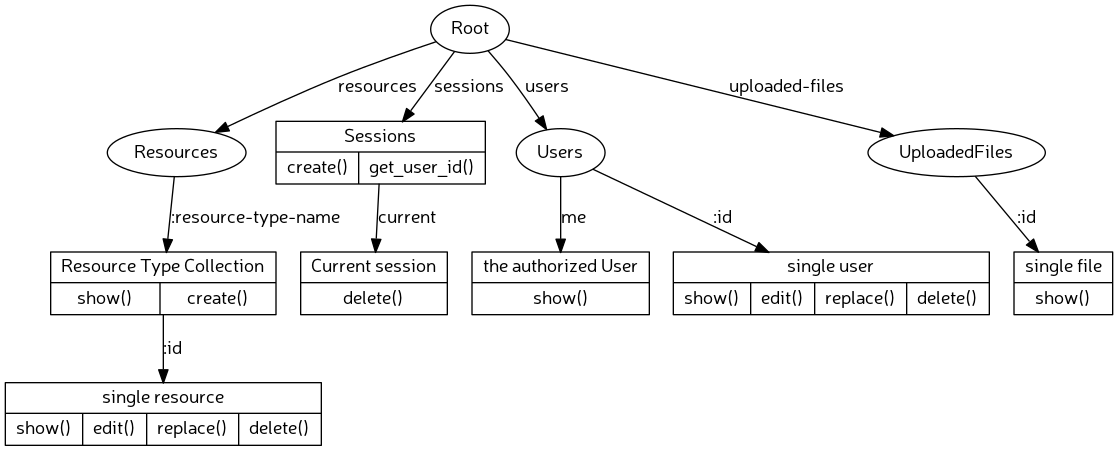 Root
resources
sessions
users
uploaded-files
Resources
Sessions
create() get_user_id()
Users
UploadedFiles
:resource-type-name
current
me
:id
:id
Resource Type Collection
show() create()
Current session
delete()
the authorized User
show()
single user
show() edit() replace() delete()
single file
show()
:id
single resource
show() edit() replace() delete()